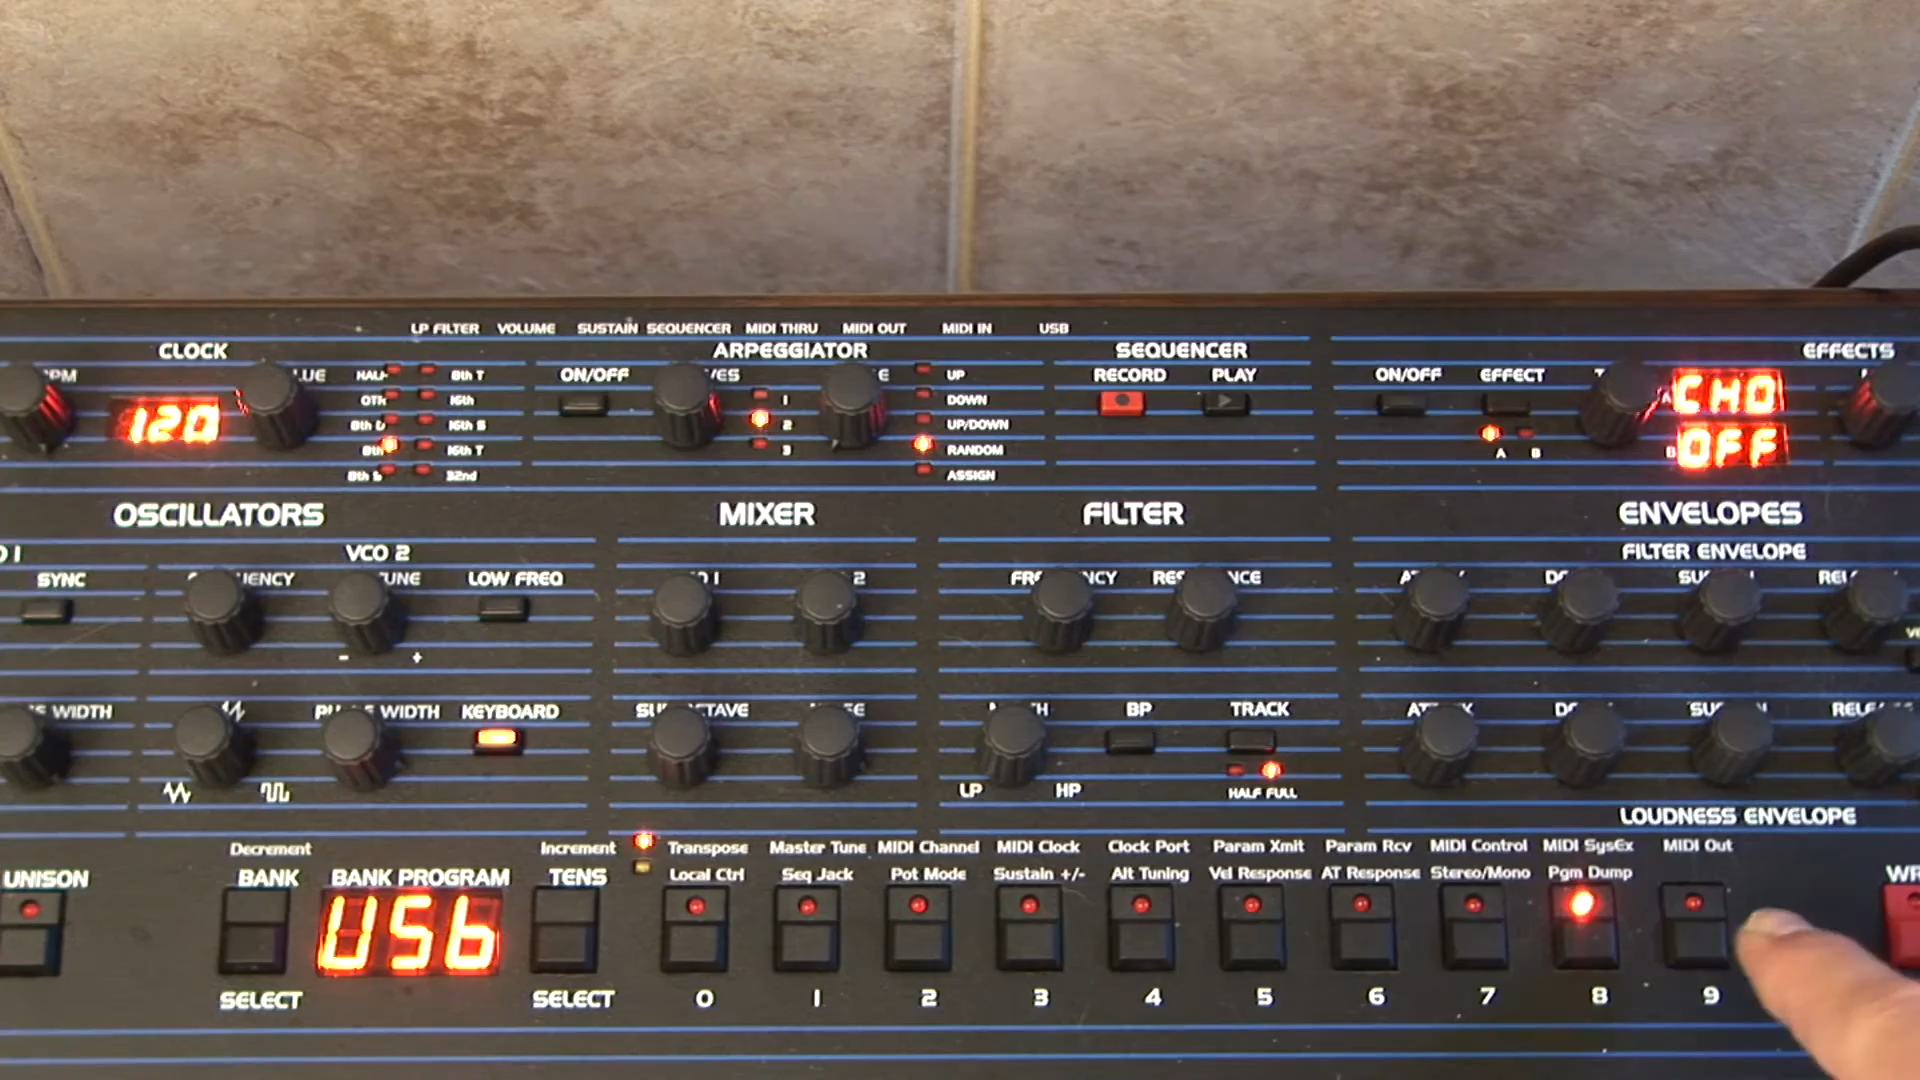 LP FILTER VOLUME SUSTAIN SEQUENCER MIDI THRU MIDI OUT MIDI IN USB
CLOCK ARPEGGIATOR SEQUENCER EFFECTS
HALF 8th T ON/OFF UP RECORD PLAY ON/OFF EFFECT
120 16th 1 DOWN A CHO
16th S 2 UP/DOWN
8th 16th T 3 RANDOM A B B OFF
32nd ASSIGN
OSCILLATORS MIXER FILTER ENVELOPES
VCO 2 FILTER ENVELOPE
SYNC LOW FREQ
- +
WIDTH WIDTH KEYBOARD BP TRACK
LP HP HALF FULL
LOUDNESS ENVELOPE
Decrement Increment Transpose Master Tune MIDI Channel MIDI Clock Clock Port Param Xmit Param Rcv MIDI Control MIDI SysEx MIDI Out
UNISON BANK BANK PROGRAM TENS Local Ctrl Seq Jack Pot Mode Sustain +/- Alt Tuning Vel Response AT Response Stereo/Mono Pgm Dump
USb
SELECT SELECT 0 1 2 3 4 5 6 7 8 9